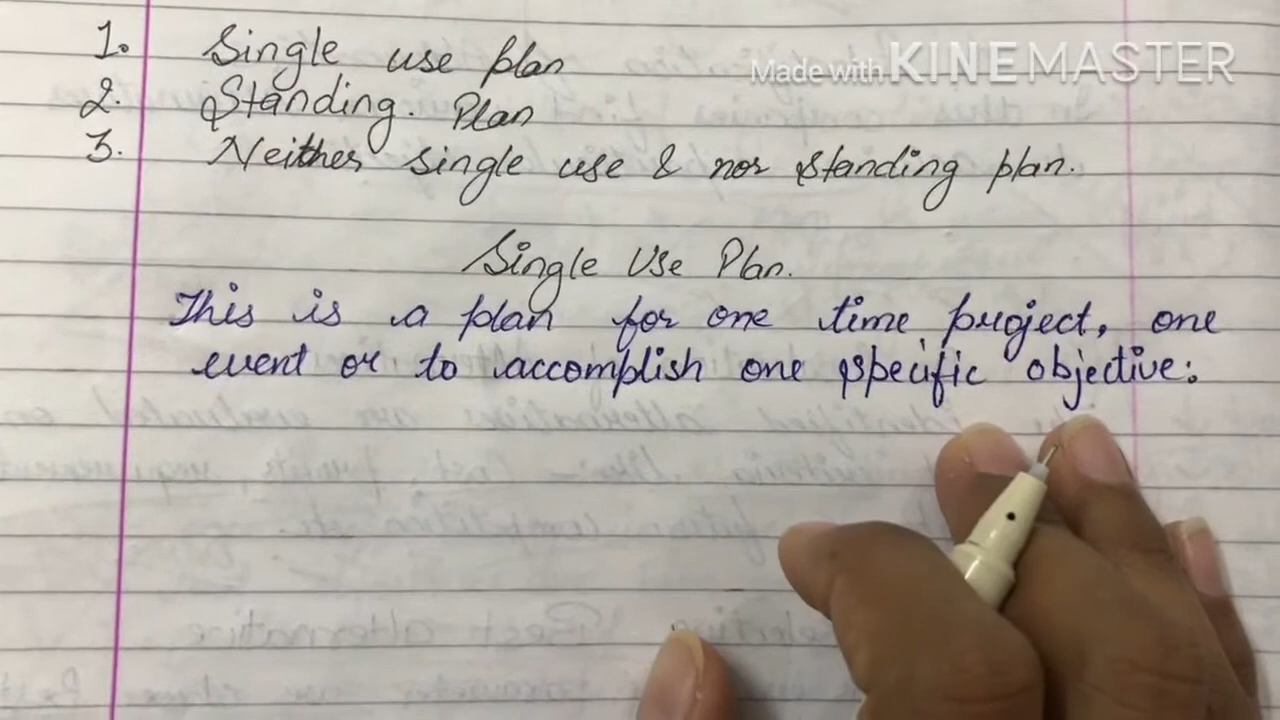 1. Single use plan
Made with KINEMASTER
2. Standing. Plan
3. Neither single use & nor standing plan.
Single Use Plan.
This is a plan for one time project, one
event or to accomplish one specific objective.